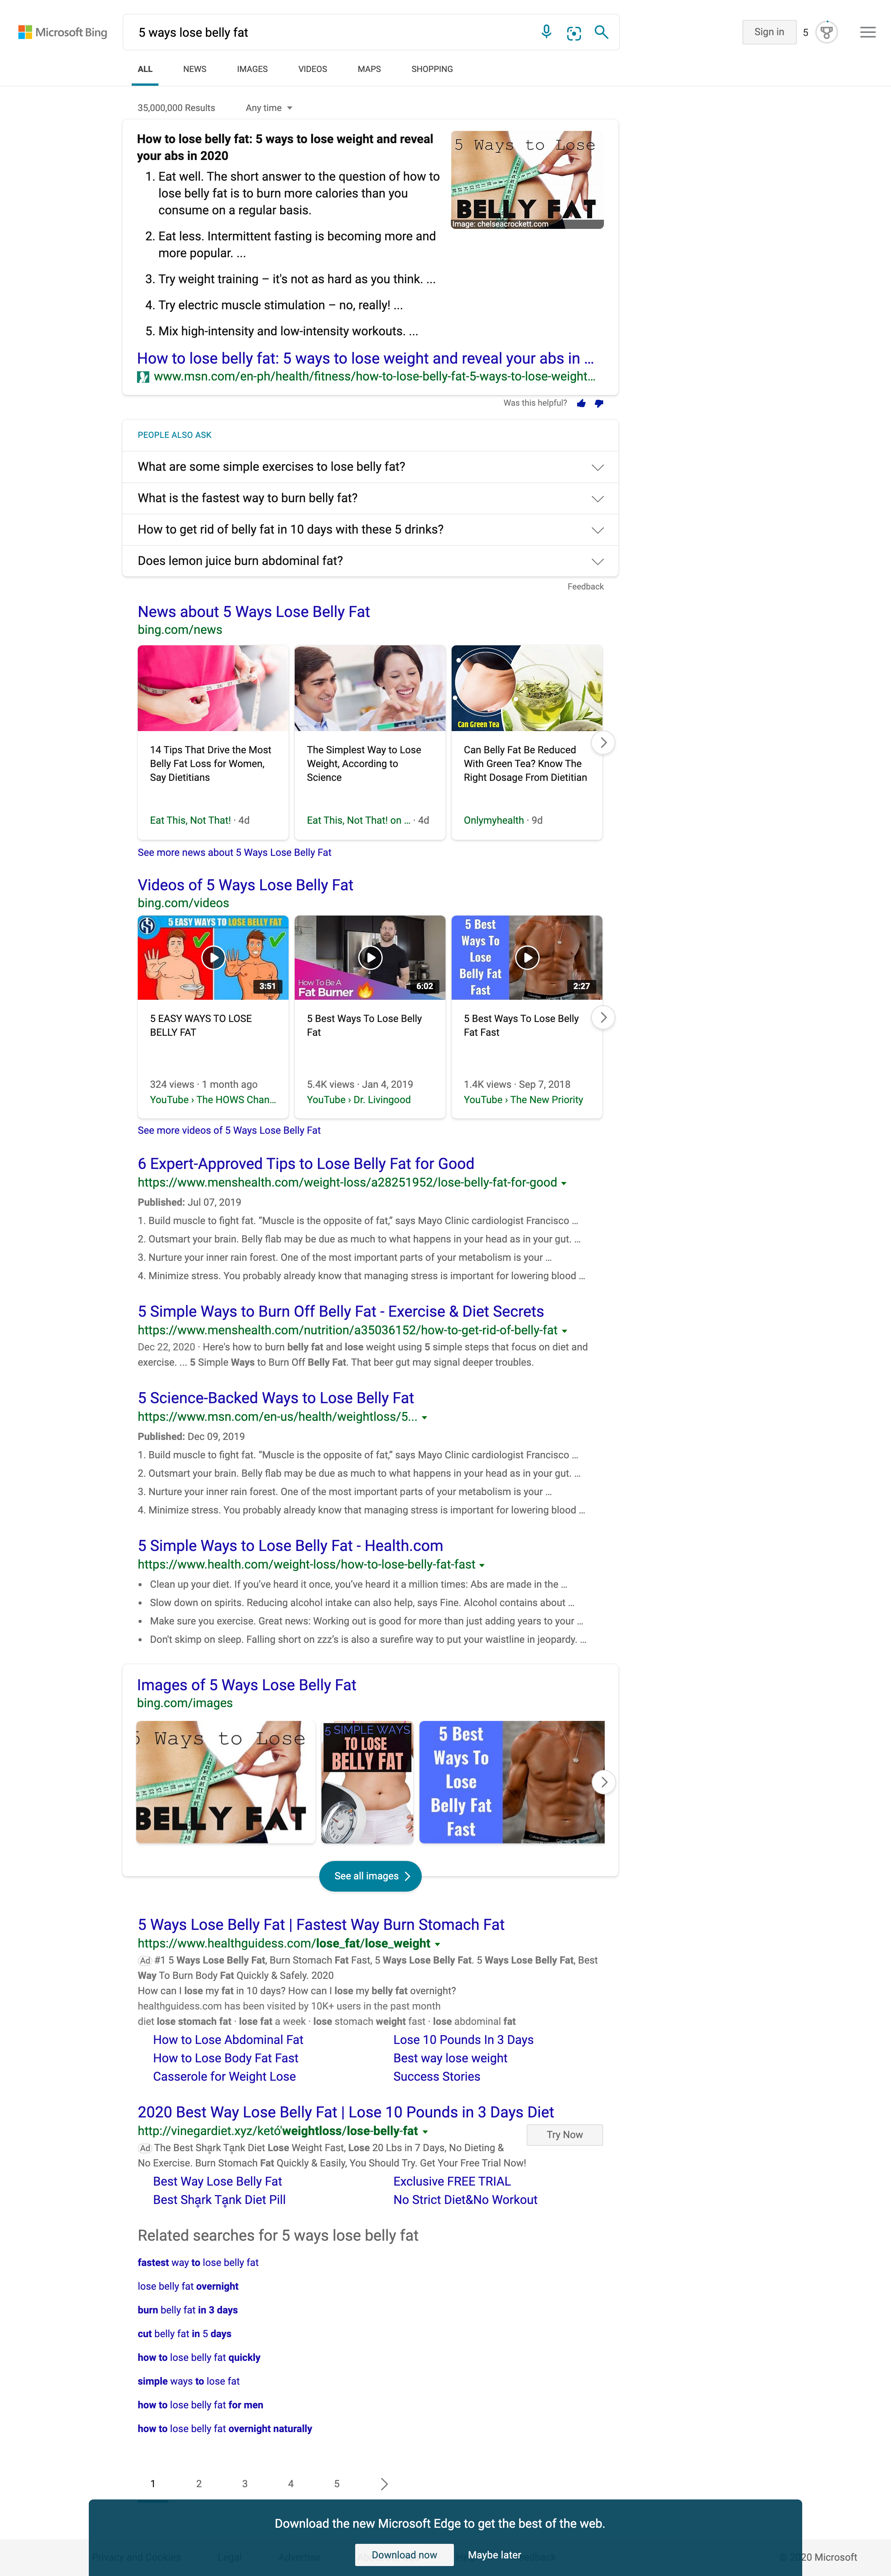 Microsoft Bing
5 ways lose belly fat
Sign in
5
ALL
NEWS
IMAGES
VIDEOS
MAPS
SHOPPING
35,000,000 Results
Any time
How to lose belly fat: 5 ways to lose weight and reveal
your abs in 2020
1. Eat well. The short answer to the question of how to
lose belly fat is to burn more calories than you
consume on a regular basis.
2. Eat less. Intermittent fasting is becoming more and
more popular. ...
3. Try weight training – it's not as hard as you think. ...
4. Try electric muscle stimulation – no, really! ...
5. Mix high-intensity and low-intensity workouts. ...
5 Ways to Lose
BELLY FAT
Image: chelseacrockett.com
How to lose belly fat: 5 ways to lose weight and reveal your abs in ...
www.msn.com/en-ph/health/fitness/how-to-lose-belly-fat-5-ways-to-lose-weight...
Was this helpful?
PEOPLE ALSO ASK
What are some simple exercises to lose belly fat?
What is the fastest way to burn belly fat?
How to get rid of belly fat in 10 days with these 5 drinks?
Does lemon juice burn abdominal fat?
Feedback
News about 5 Ways Lose Belly Fat
bing.com/news
14 Tips That Drive the Most
Belly Fat Loss for Women,
Say Dietitians
Eat This, Not That! · 4d
The Simplest Way to Lose
Weight, According to
Science
Eat This, Not That! on ... · 4d
Can Green Tea
Can Belly Fat Be Reduced
With Green Tea? Know The
Right Dosage From Dietitian
Onlymyhealth · 9d
See more news about 5 Ways Lose Belly Fat
Videos of 5 Ways Lose Belly Fat
bing.com/videos
5 EASY WAYS TO LOSE BELLY FAT
3:51
5 EASY WAYS TO LOSE
BELLY FAT
324 views · 1 month ago
YouTube › The HOWS Chan...
How To Be A
Fat Burner
6:02
5 Best Ways To Lose Belly
Fat
5.4K views · Jan 4, 2019
YouTube › Dr. Livingood
5 Best
Ways To
Lose
Belly Fat
Fast
2:27
5 Best Ways To Lose Belly
Fat Fast
1.4K views · Sep 7, 2018
YouTube › The New Priority
See more videos of 5 Ways Lose Belly Fat
6 Expert-Approved Tips to Lose Belly Fat for Good
https://www.menshealth.com/weight-loss/a28251952/lose-belly-fat-for-good
Published: Jul 07, 2019
1. Build muscle to fight fat. “Muscle is the opposite of fat,” says Mayo Clinic cardiologist Francisco ...
2. Outsmart your brain. Belly flab may be due as much to what happens in your head as in your gut. ...
3. Nurture your inner rain forest. One of the most important parts of your metabolism is your ...
4. Minimize stress. You probably already know that managing stress is important for lowering blood ...
5 Simple Ways to Burn Off Belly Fat - Exercise & Diet Secrets
https://www.menshealth.com/nutrition/a35036152/how-to-get-rid-of-belly-fat
Dec 22, 2020 · Here's how to burn belly fat and lose weight using 5 simple steps that focus on diet and
exercise. ... 5 Simple Ways to Burn Off Belly Fat. That beer gut may signal deeper troubles.
5 Science-Backed Ways to Lose Belly Fat
https://www.msn.com/en-us/health/weightloss/5...
Published: Dec 09, 2019
1. Build muscle to fight fat. “Muscle is the opposite of fat,” says Mayo Clinic cardiologist Francisco ...
2. Outsmart your brain. Belly flab may be due as much to what happens in your head as in your gut. ...
3. Nurture your inner rain forest. One of the most important parts of your metabolism is your ...
4. Minimize stress. You probably already know that managing stress is important for lowering blood ...
5 Simple Ways to Lose Belly Fat - Health.com
https://www.health.com/weight-loss/how-to-lose-belly-fat-fast
• Clean up your diet. If you’ve heard it once, you’ve heard it a million times: Abs are made in the ...
• Slow down on spirits. Reducing alcohol intake can also help, says Fine. Alcohol contains about ...
• Make sure you exercise. Great news: Working out is good for more than just adding years to your ...
• Don't skimp on sleep. Falling short on zzz’s is also a surefire way to put your waistline in jeopardy. ...
Images of 5 Ways Lose Belly Fat
bing.com/images
5 Ways to Lose
BELLY FAT
5 SIMPLE WAYS
TO LOSE
BELLY FAT
5 Best
Ways To
Lose
Belly Fat
Fast
See all images
5 Ways Lose Belly Fat | Fastest Way Burn Stomach Fat
https://www.healthguidess.com/lose_fat/lose_weight
Ad #1 5 Ways Lose Belly Fat, Burn Stomach Fat Fast, 5 Ways Lose Belly Fat. 5 Ways Lose Belly Fat, Best
Way To Burn Body Fat Quickly & Safely. 2020
How can I lose my fat in 10 days? How can I lose my belly fat overnight?
healthguidess.com has been visited by 10K+ users in the past month
diet lose stomach fat · lose fat a week · lose stomach weight fast · lose abdominal fat
How to Lose Abdominal Fat
Lose 10 Pounds In 3 Days
How to Lose Body Fat Fast
Best way lose weight
Casserole for Weight Lose
Success Stories
2020 Best Way Lose Belly Fat | Lose 10 Pounds in 3 Days Diet
http://vinegardiet.xyz/keto'weightloss/lose-belly-fat
Try Now
Ad The Best Shąrk Tąnk Diet Lose Weight Fast, Lose 20 Lbs in 7 Days, No Dieting &
No Exercise. Burn Stomach Fat Quickly & Easily, You Should Try. Get Your Free Trial Now!
Best Way Lose Belly Fat
Exclusive FREE TRIAL
Best Shąrk Tąnk Diet Pill
No Strict Diet&No Workout
Related searches for 5 ways lose belly fat
fastest way to lose belly fat
lose belly fat overnight
burn belly fat in 3 days
cut belly fat in 5 days
how to lose belly fat quickly
simple ways to lose fat
how to lose belly fat for men
how to lose belly fat overnight naturally
1 2 3 4 5
Download the new Microsoft Edge to get the best of the web.
Download now
Maybe later
© 2020 Microsoft